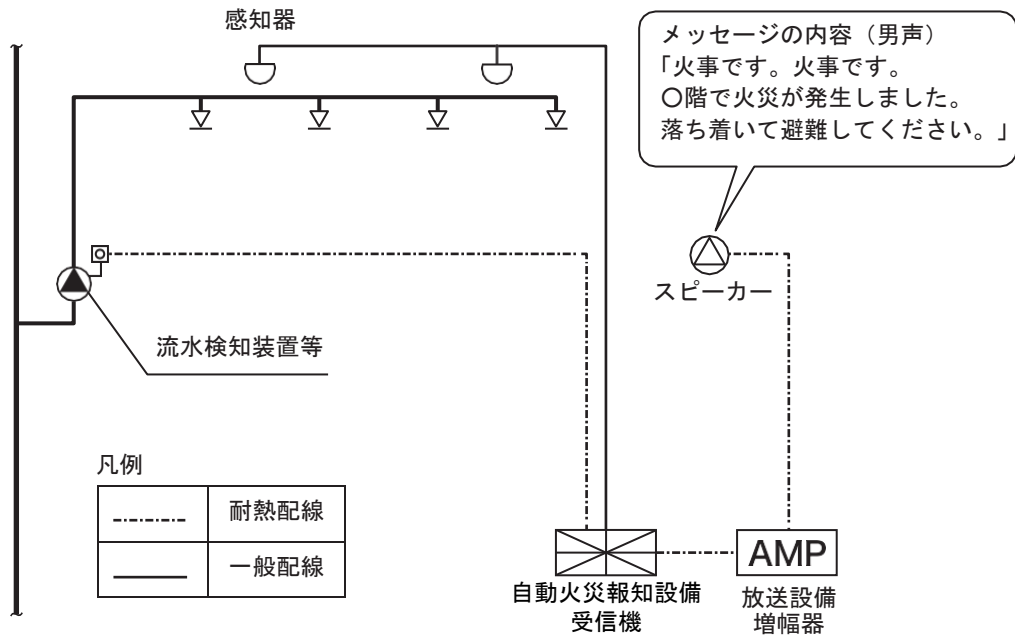 感知器
メッセージの内容（男声）
「火事です。火事です。
〇階で火災が発生しました。
落ち着いて避難してください。」
スピーカー
流水検知装置等
凡例
耐熱配線
一般配線
AMP
自動火災報知設備
受信機
放送設備
増幅器